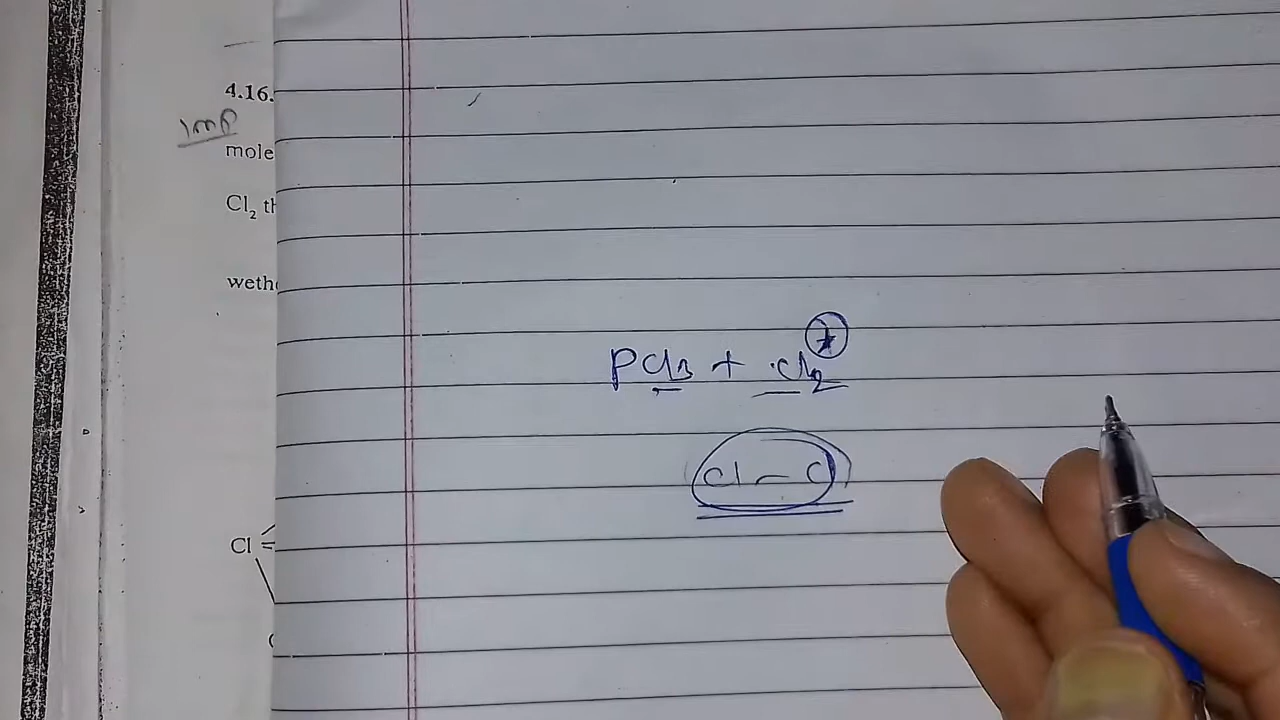 4.16.
IMP
mole
Cl₂ th
weth
PCl3 + Cl2*
Cl – Cl
Cl =